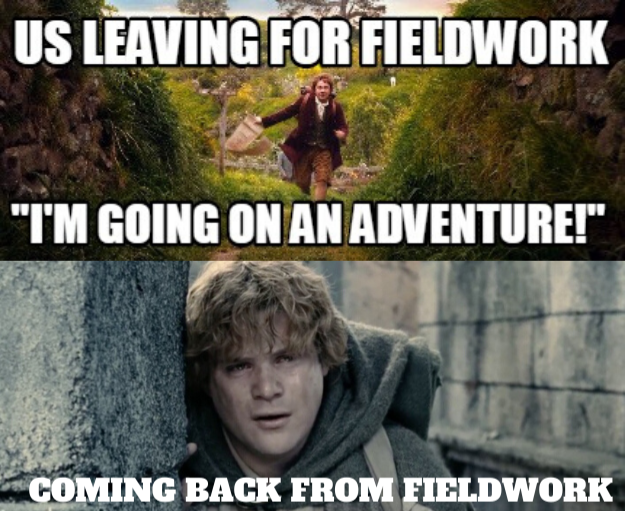 US LEAVING FOR FIELDWORK
"I'M GOING ON AN ADVENTURE!"
COMING BACK FROM FIELDWORK